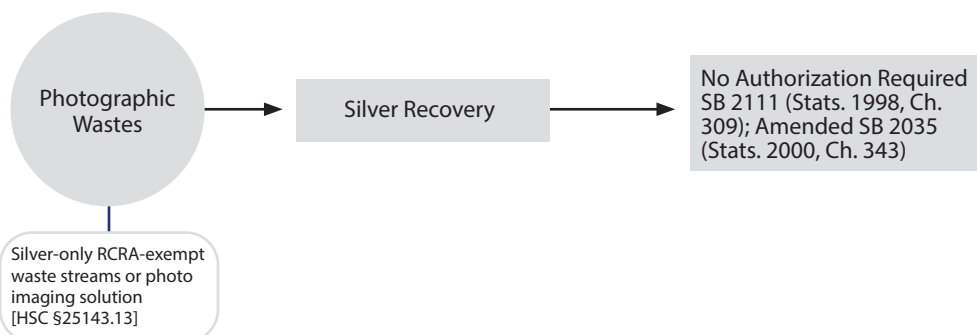 Photographic
Wastes
Silver Recovery
No Authorization Required
SB 2111 (Stats. 1998, Ch.
309); Amended SB 2035
(Stats. 2000, Ch. 343)
Silver-only RCRA-exempt
waste streams or photo
imaging solution
[HSC §25143.13]